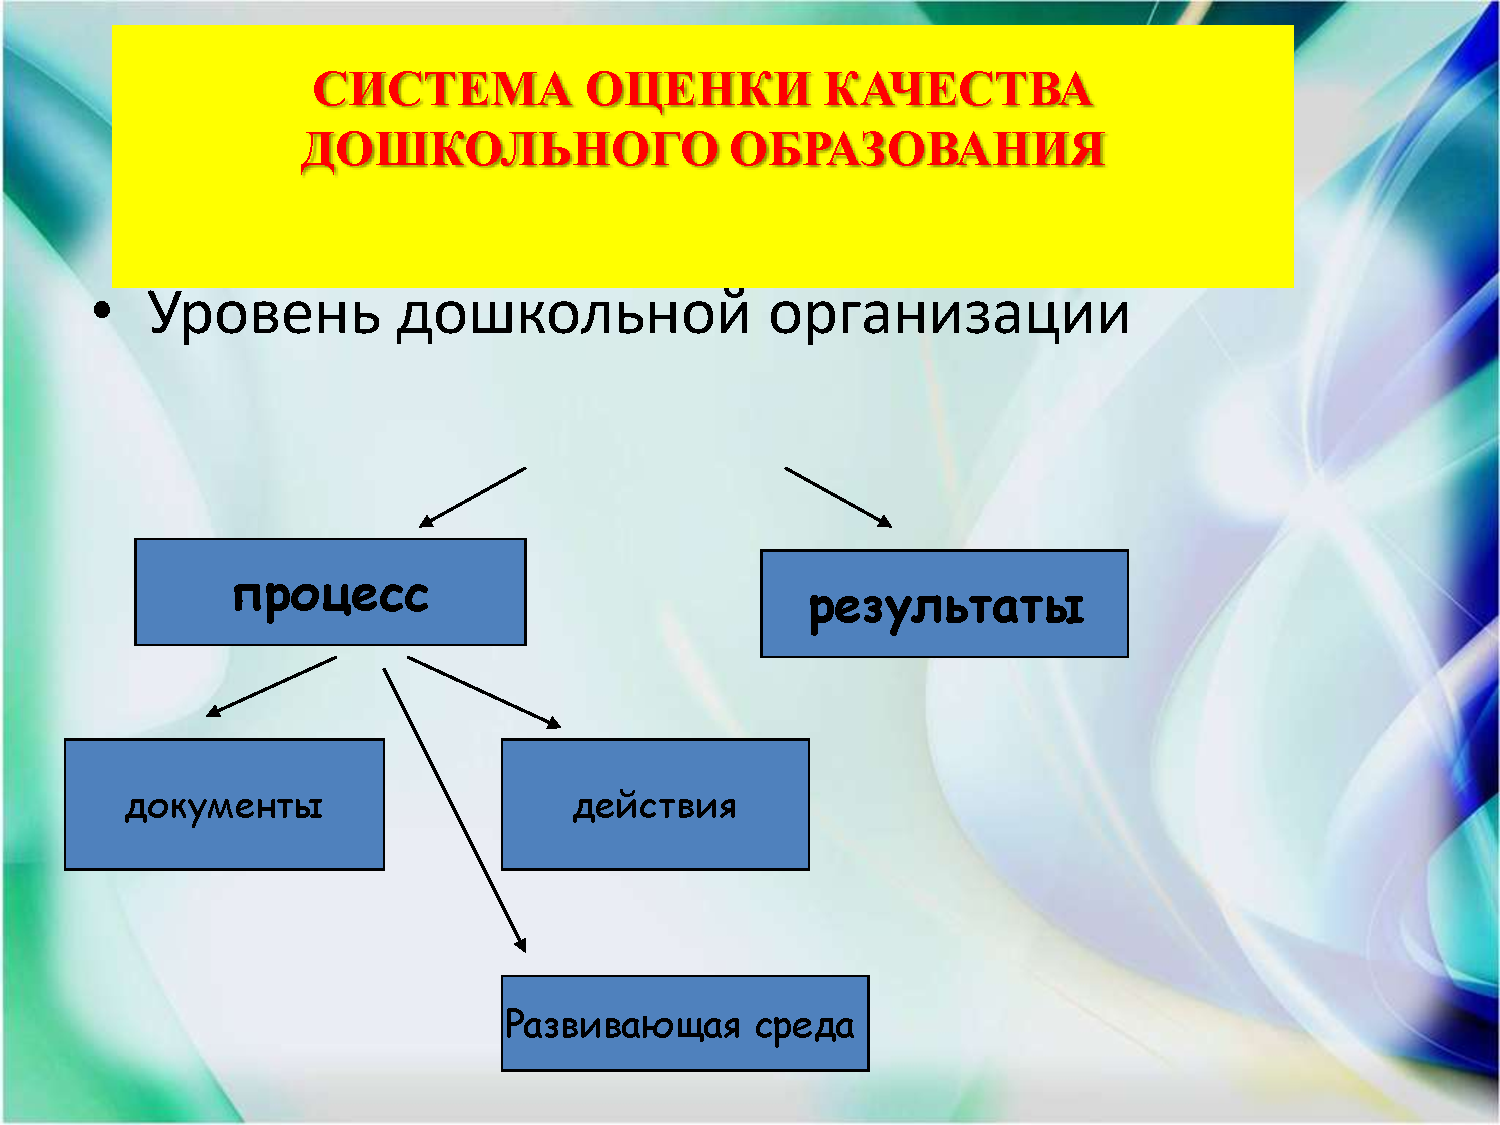 СИСТЕМА ОЦЕНКИ КАЧЕСТВА
ДОШКОЛЬНОГО ОБРАЗОВАНИЯ
• Уровень дошкольной организации
процесс
результаты
документы
действия
Развивающая среда